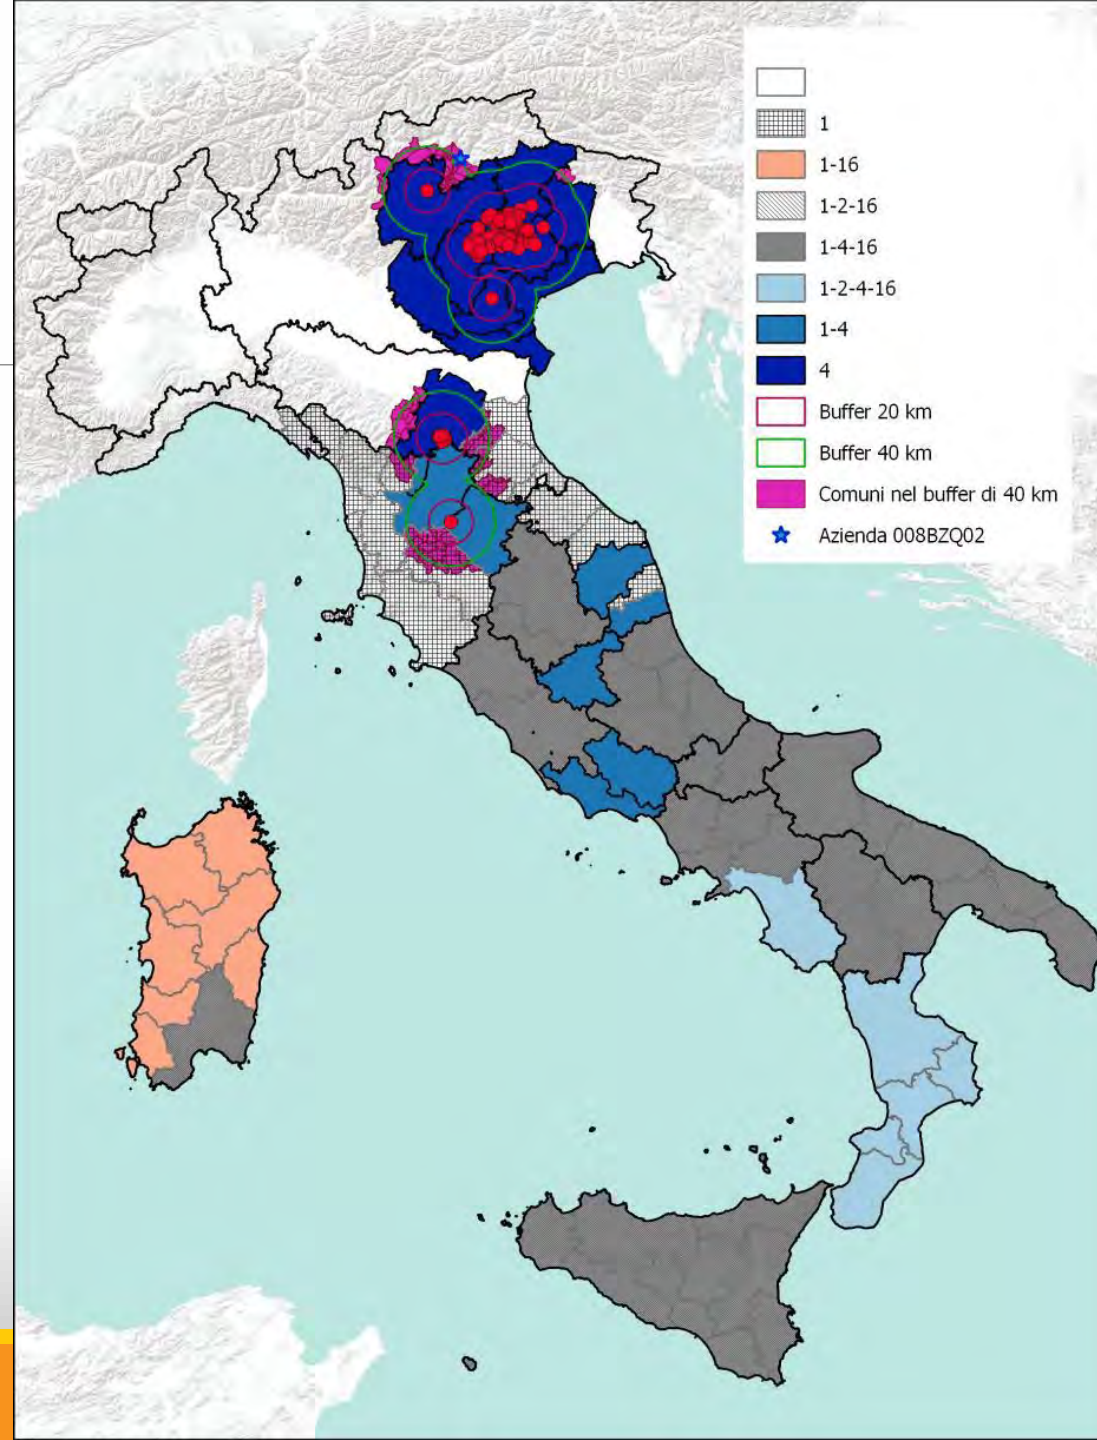 1
1-16
1-2-16
1-4-16
1-2-4-16
1-4
4
Buffer 20 km
Buffer 40 km
Comuni nel buffer di 40 km
Azienda 008BZQ02